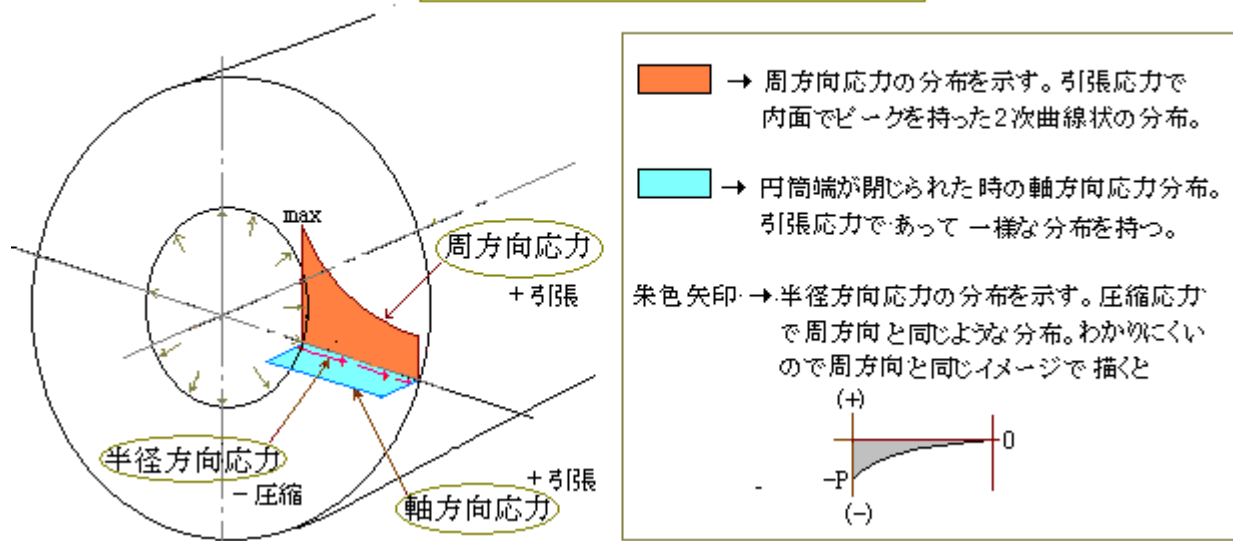 max
周方向応力
+引張
半径方向応力
-圧縮
+引張
軸方向応力
→ 周方向応力の分布を示す。引張応力で
内面でピークを持った2次曲線状の分布。
→ 円筒端が閉じられた時の軸方向応力分布。
引張応力であって一様な分布を持つ。
朱色矢印→半径方向応力の分布を示す。圧縮応力
で周方向と同じような分布。わかりにくい
ので周方向と同じイメージで描くと
(+)
0
-P
(-)